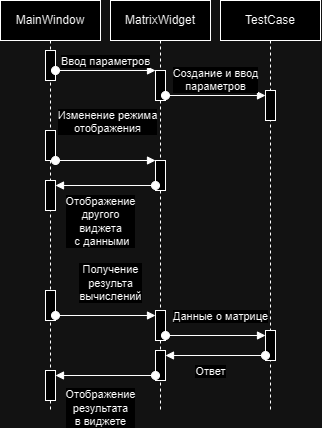 MainWindow
MatrixWidget
TestCase
Ввод параметров
Создание и ввод
параметров
Изменение режима
отображения
Отображение
другого
виджета
с данными
Получение
результа
вычислений
Данные о матрице
Ответ
Отображение
результата
в виджете